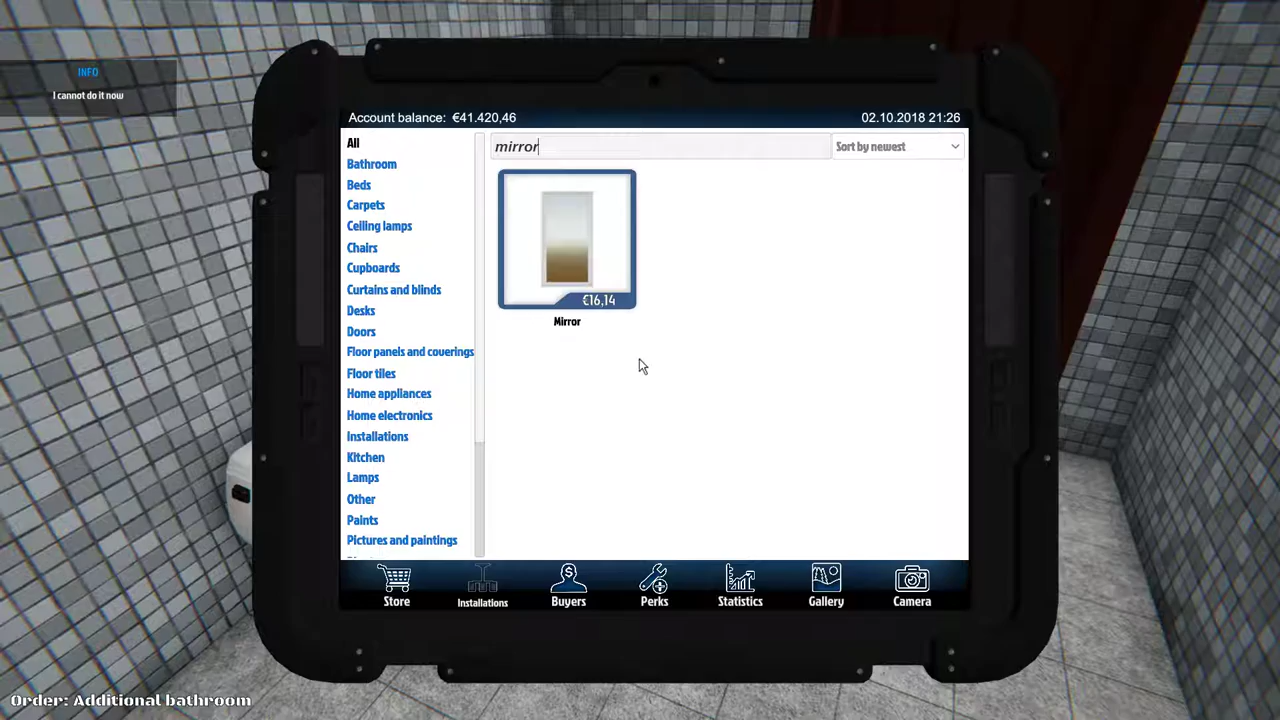 INFO
I cannot do it now
Account balance: €41.420,46
02.10.2018 21:26
All
Bathroom
Beds
Carpets
Ceiling lamps
Chairs
Cupboards
Curtains and blinds
Desks
Doors
Floor panels and coverings
Floor tiles
Home appliances
Home electronics
Installations
Kitchen
Lamps
Other
Paints
Pictures and paintings
mirror
Sort by newest
€16,14
Mirror
Store
Installations
Buyers
Perks
Statistics
Gallery
Camera
Order: Additional bathroom